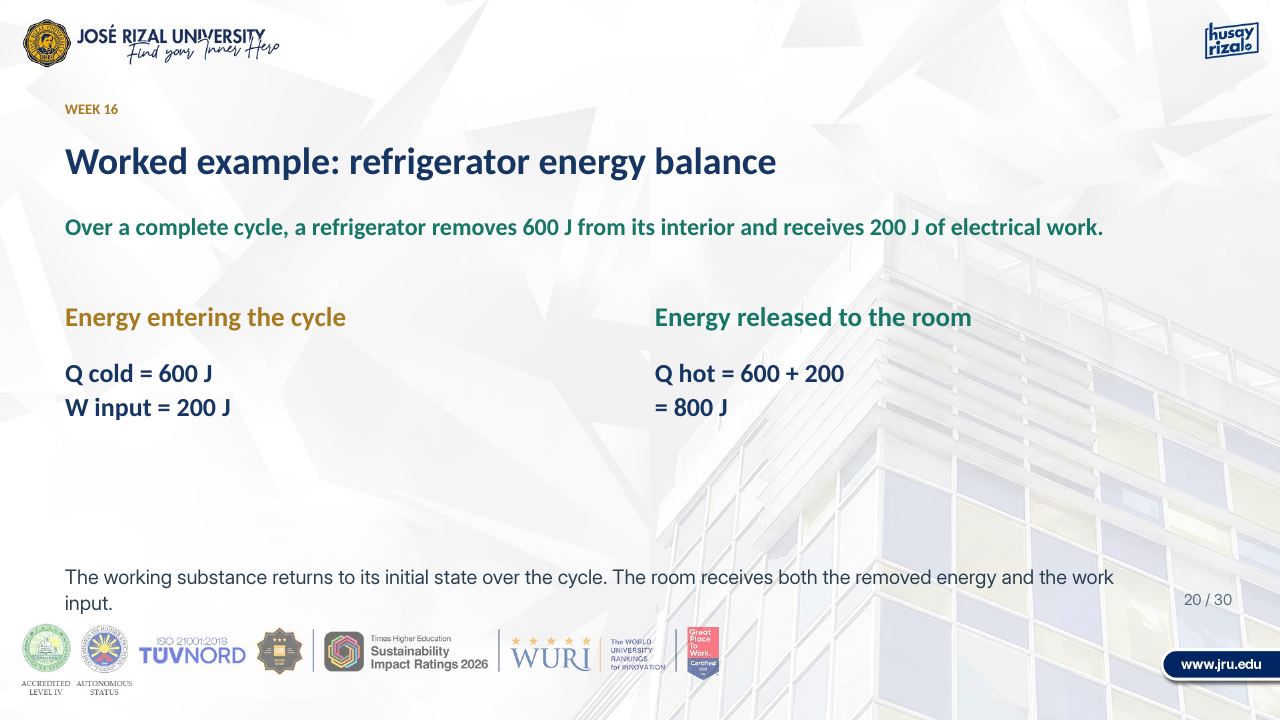 JOSÉ RIZAL UNIVERSITY
Find your Inner Hero
husay
rizal
WEEK 16
Worked example: refrigerator energy balance
Over a complete cycle, a refrigerator removes 600 J from its interior and receives 200 J of electrical work.
Energy entering the cycle
Q cold = 600 J
W input = 200 J
Energy released to the room
Q hot = 600 + 200
= 800 J
The working substance returns to its initial state over the cycle. The room receives both the removed energy and the work
input.
20 / 30
ISO 21001:2018
TÜVNORD
Times Higher Education
Sustainability
Impact Ratings 2026
WURI
The WORLD
UNIVERSITY
RANKINGS
for INNOVATION
Great
Place
To
Work.
Certified
ACCREDITED
LEVEL IV
AUTONOMOUS
STATUS
www.jru.edu